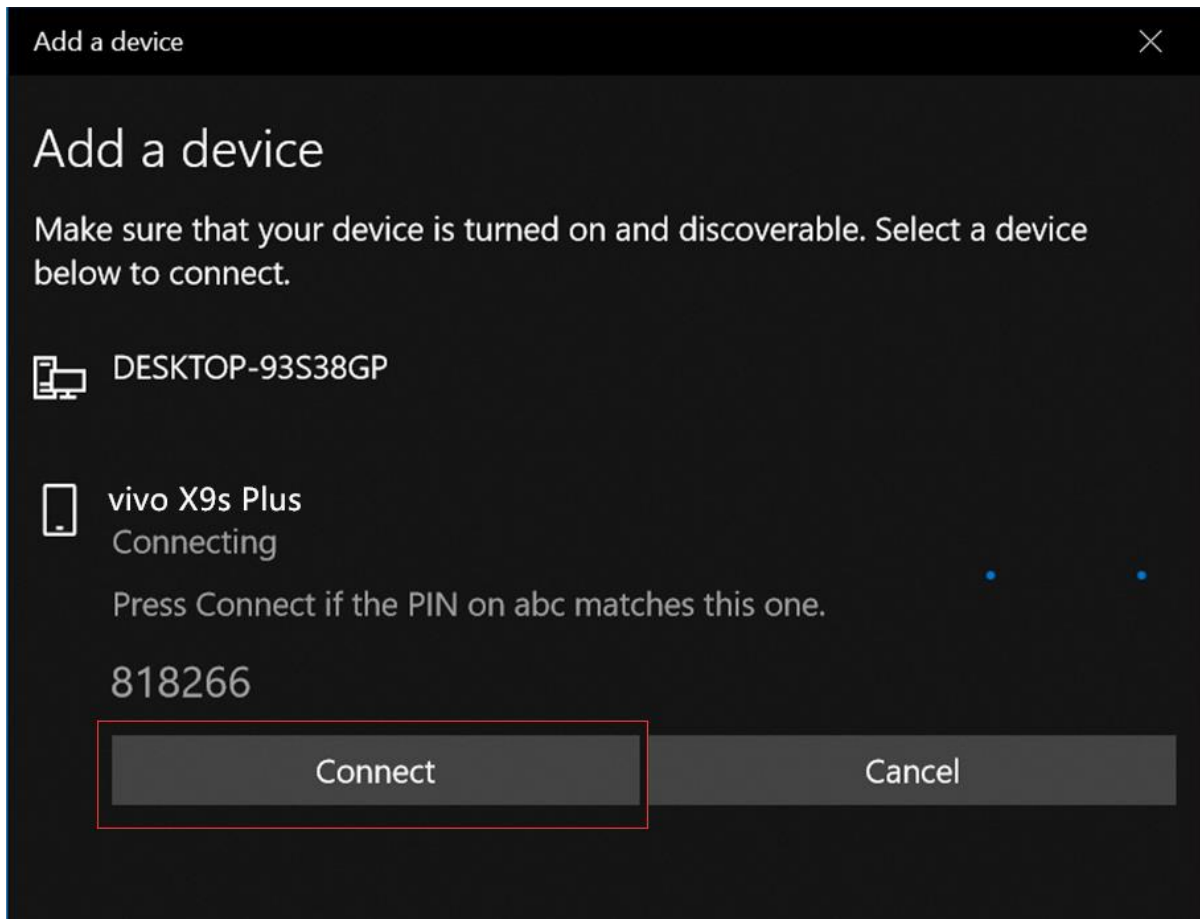 Add a device
Add a device
Make sure that your device is turned on and discoverable. Select a device
below to connect.
DESKTOP-93S38GP
vivo X9s Plus
Connecting
Press Connect if the PIN on abc matches this one.
818266
Connect
Cancel